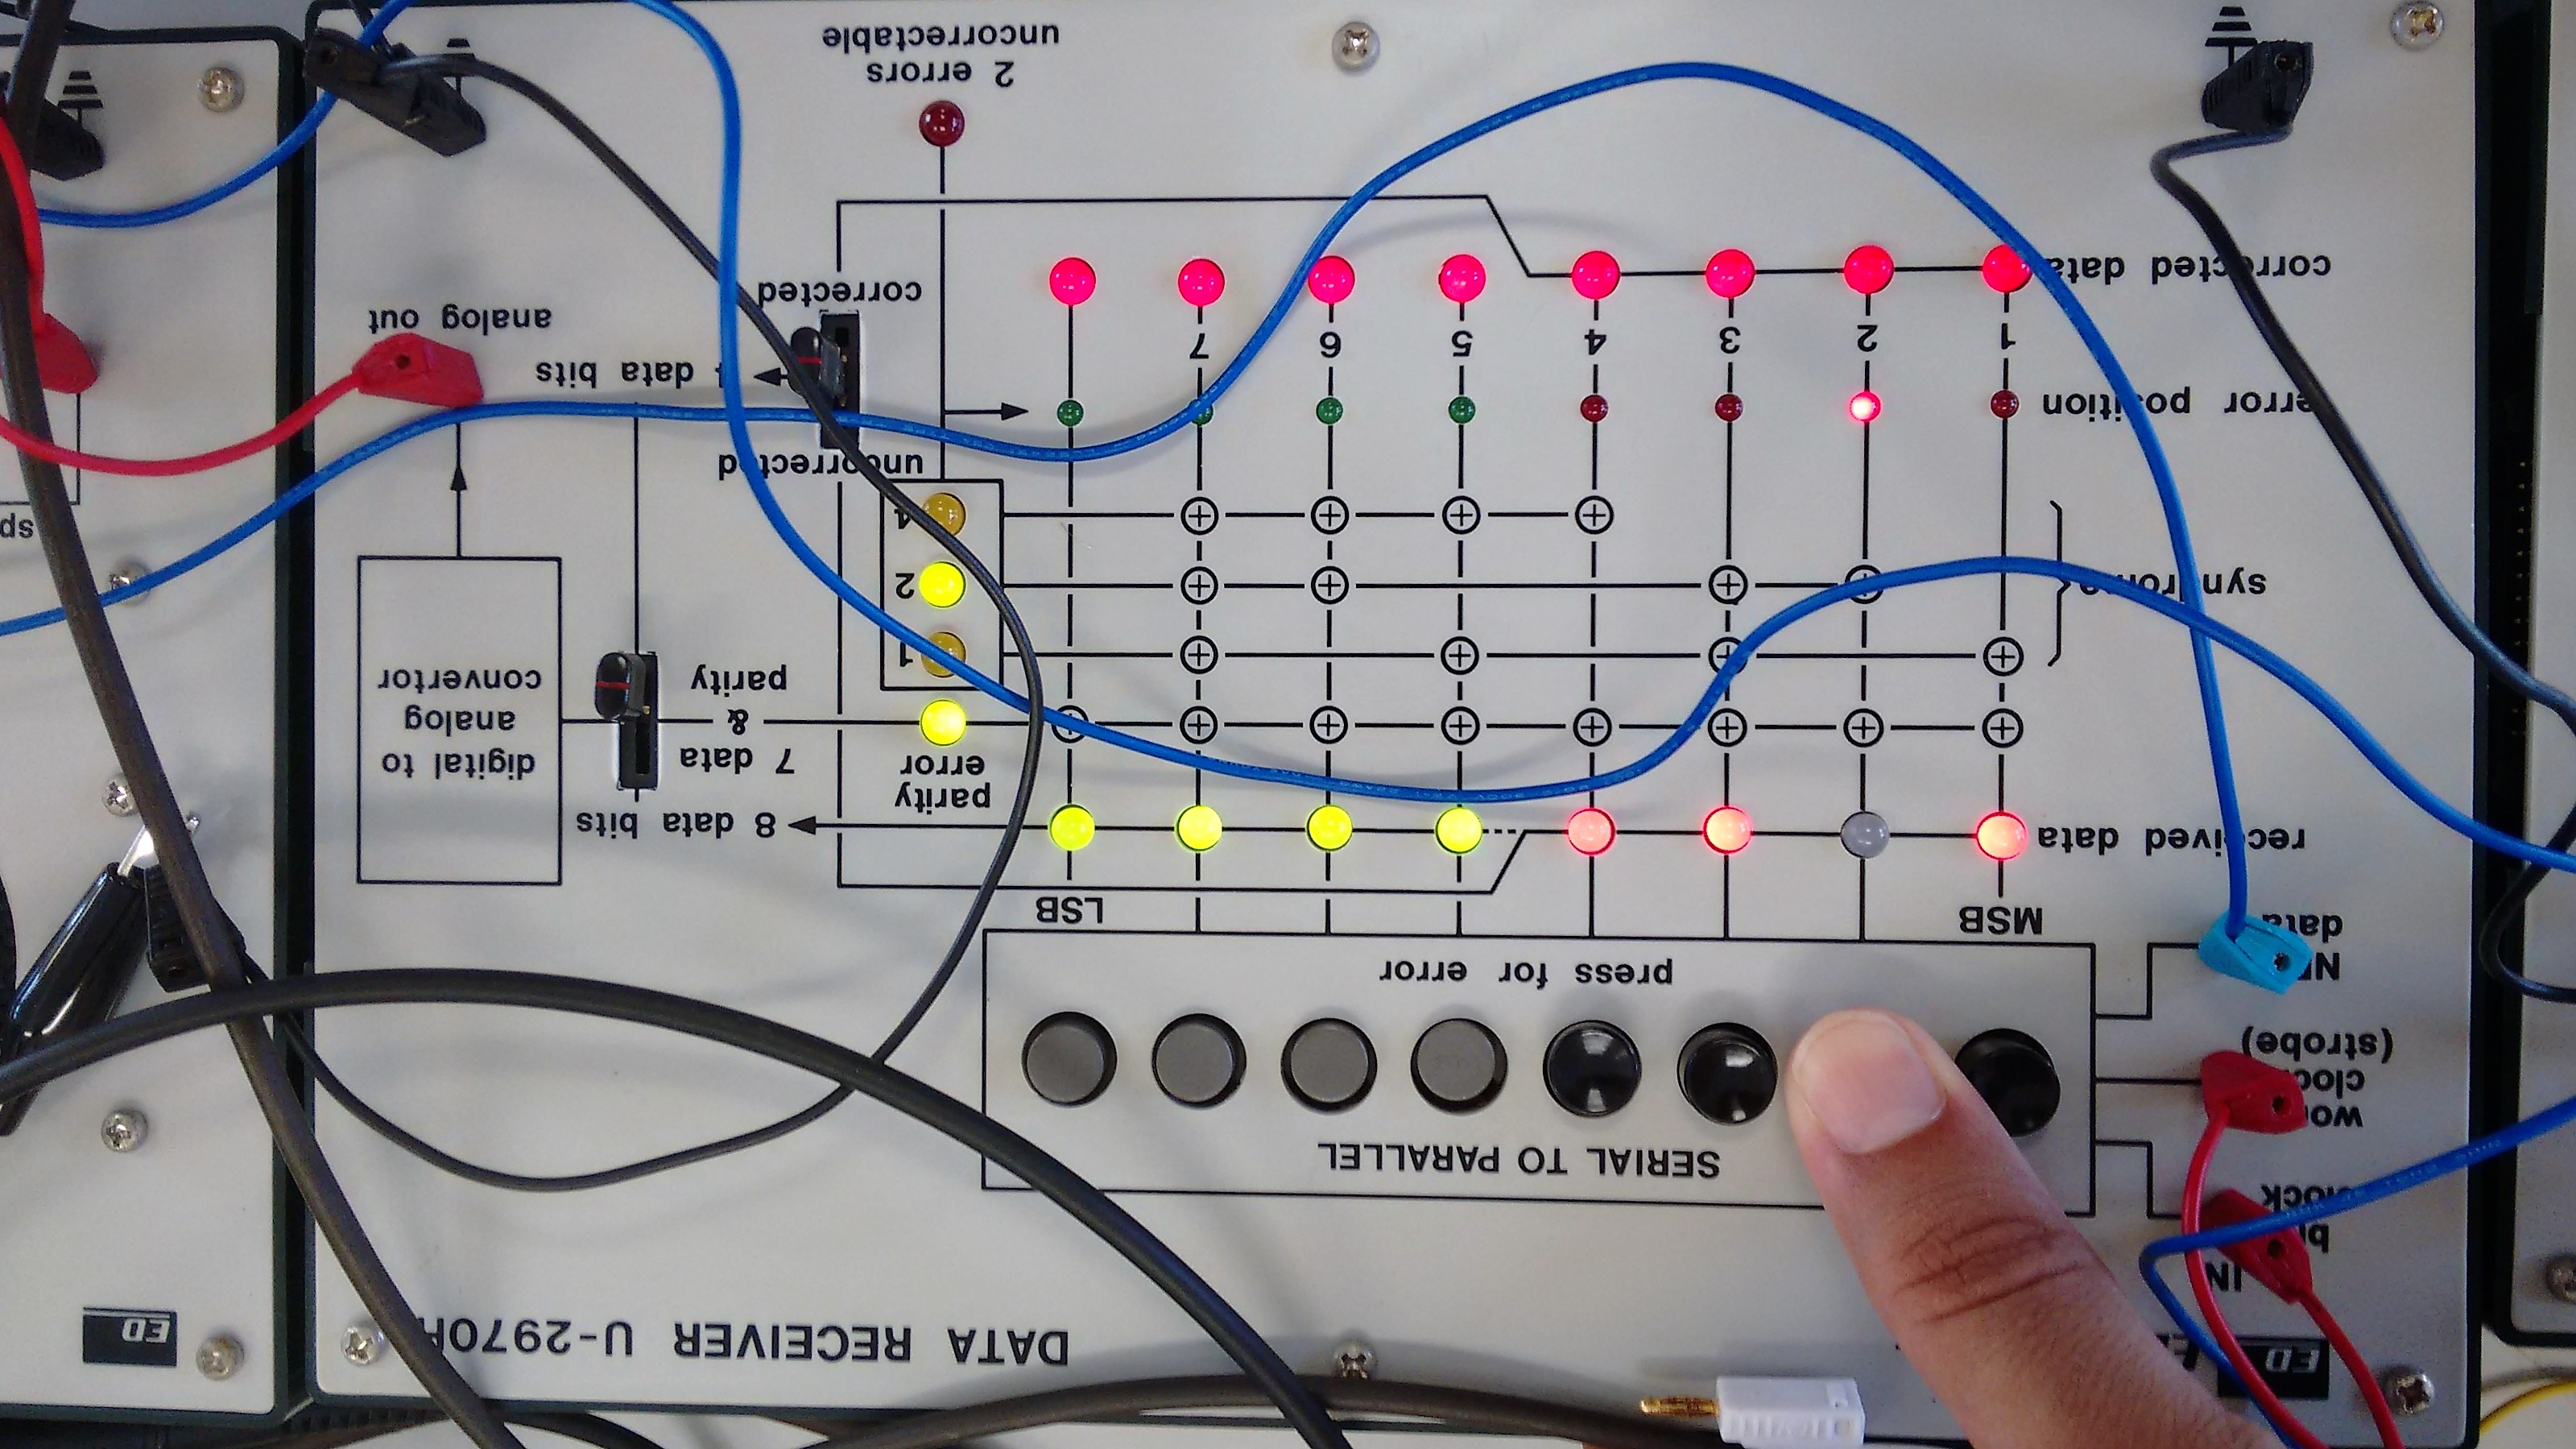 ED
DATA RECEIVER U-2970
ED
IN
clock
SERIAL TO PARALLEL
word
clock
(strobe)
press for error
data
MSB
LSB
received data
8 data bits
parity
error
7 data
&
parity
digital to
analog
convertor
1
2
4
syndrome
uncorrected
error position
data bits
1
2
3
4
5
6
7
analog out
corrected
corrected data
2 errors
uncorrectable